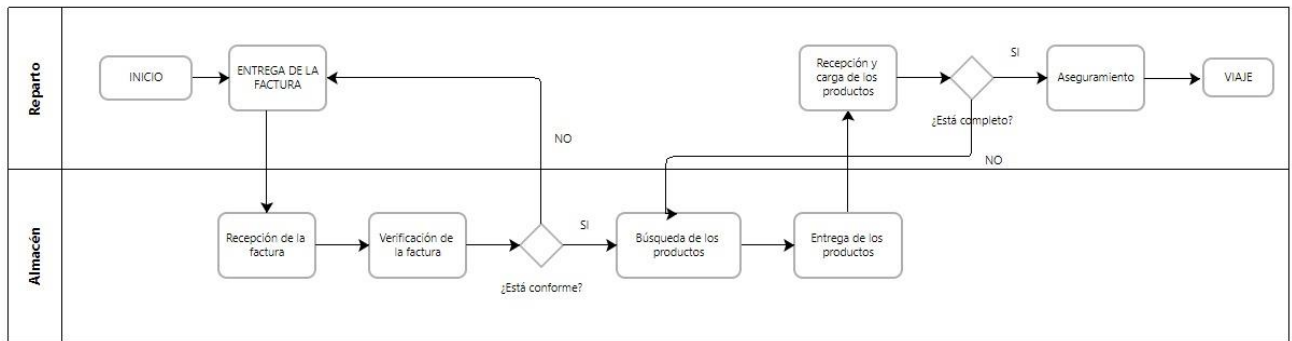 Reparto
INICIO
ENTREGA DE LA
FACTURA
Recepción y
carga de los
productos
SI
Aseguramiento
VIAJE
¿Está completo?
NO
NO
Almacén
Recepción de la
factura
Verificación de
la factura
SI
¿Está conforme?
Búsqueda de los
productos
Entrega de los
productos